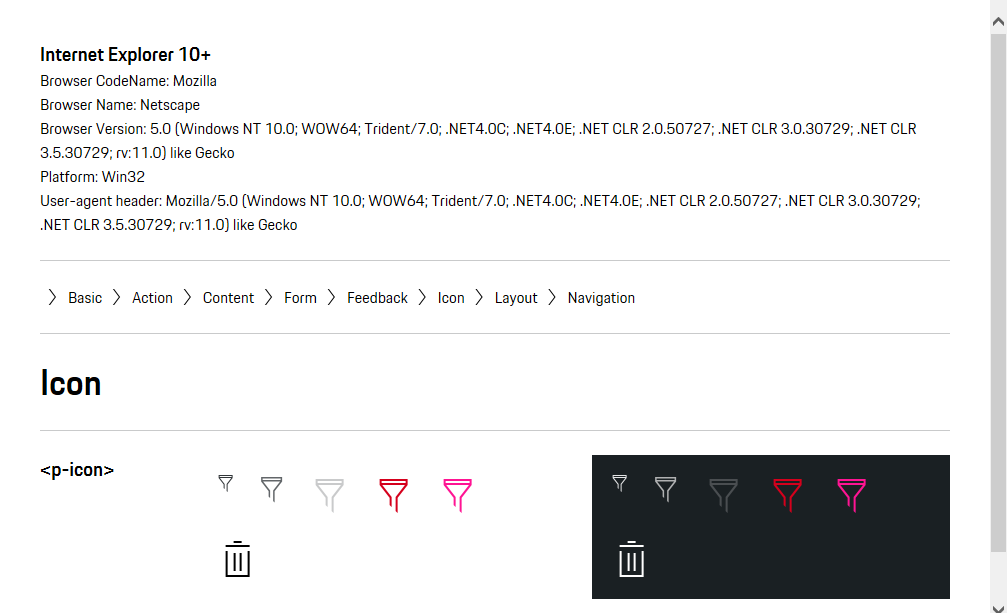 Internet Explorer 10+
Browser CodeName: Mozilla
Browser Name: Netscape
Browser Version: 5.0 (Windows NT 10.0; WOW64; Trident/7.0; .NET4.0C; .NET4.0E; .NET CLR 2.0.50727; .NET CLR 3.0.30729; .NET CLR
3.5.30729; rv:11.0) like Gecko
Platform: Win32
User-agent header: Mozilla/5.0 (Windows NT 10.0; WOW64; Trident/7.0; .NET4.0C; .NET4.0E; .NET CLR 2.0.50727; .NET CLR 3.0.30729;
.NET CLR 3.5.30729; rv:11.0) like Gecko
Basic Action Content Form Feedback Icon Layout Navigation
Icon
<p-icon>